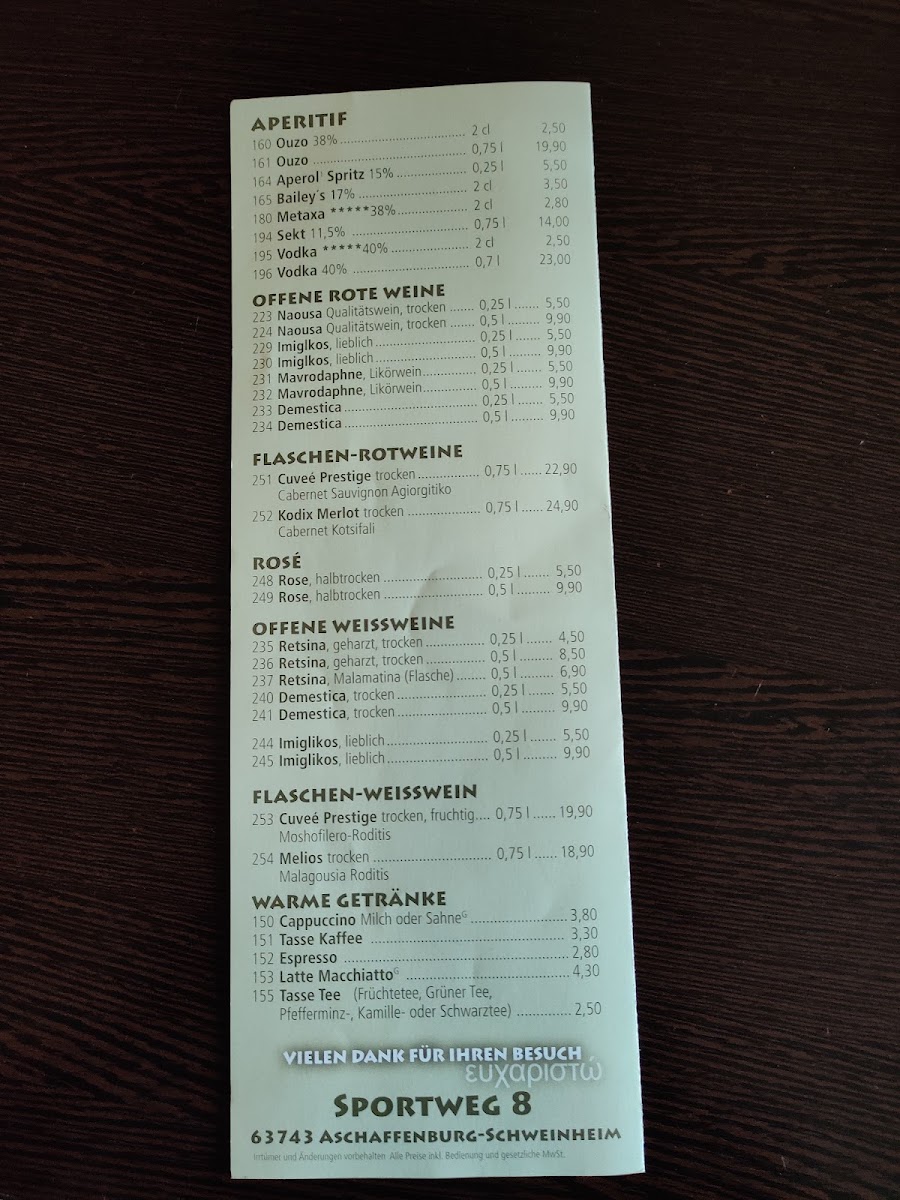 APERITIF
160 Ouzo 38% 2 cl 2,50
161 Ouzo 0,75 l 19,90
164 Aperol Spritz 15% 0,25 l 5,50
165 Bailey's 17% 2 cl 3,50
180 Metaxa *****38% 2 cl 2,80
194 Sekt 11,5% 0,75 l 14,00
195 Vodka *****40% 2 cl 2,50
196 Vodka 40% 0,7 l 23,00
OFFENE ROTE WEINE
223 Naousa Qualitätswein, trocken 0,25 l 5,50
224 Naousa Qualitätswein, trocken 0,5 l 9,90
229 Imiglkos, lieblich 0,25 l 5,50
230 Imiglkos, lieblich 0,5 l 9,90
231 Mavrodaphne, Likörwein 0,25 l 5,50
232 Mavrodaphne, Likörwein 0,5 l 9,90
233 Demestica 0,25 l 5,50
234 Demestica 0,5 l 9,90
FLASCHEN-ROTWEINE
251 Cuveé Prestige trocken 0,75 l 22,90
Cabernet Sauvignon Agiorgitiko
252 Kodix Merlot trocken 0,75 l 24,90
Cabernet Kotsifali
ROSÉ
248 Rose, halbtrocken 0,25 l 5,50
249 Rose, halbtrocken 0,5 l 9,90
OFFENE WEISSWEINE
235 Retsina, geharzt, trocken 0,25 l 4,50
236 Retsina, geharzt, trocken 0,5 l 8,50
237 Retsina, Malamatina (Flasche) 0,5 l 6,90
240 Demestica, trocken 0,25 l 5,50
241 Demestica, trocken 0,5 l 9,90
244 Imiglikos, lieblich 0,25 l 5,50
245 Imiglikos, lieblich 0,5 l 9,90
FLASCHEN-WEISSWEIN
253 Cuveé Prestige trocken, fruchtig 0,75 l 19,90
Moshofilero-Roditis
254 Melios trocken 0,75 l 18,90
Malagousia Roditis
WARME GETRÄNKE
150 Cappuccino Milch oder Sahne G 3,80
151 Tasse Kaffee 3,30
152 Espresso 2,80
153 Latte Macchiatto G 4,30
155 Tasse Tee (Früchtetee, Grüner Tee,
Pfefferminz-, Kamille- oder Schwarztee) 2,50
VIELEN DANK FÜR IHREN BESUCH
ευχαριστώ
SPORTWEG 8
63743 ASCHAFFENBURG-SCHWEINHEIM
Irrtümer und Änderungen vorbehalten. Alle Preise inkl. Bedienung und gesetzliche MwSt.